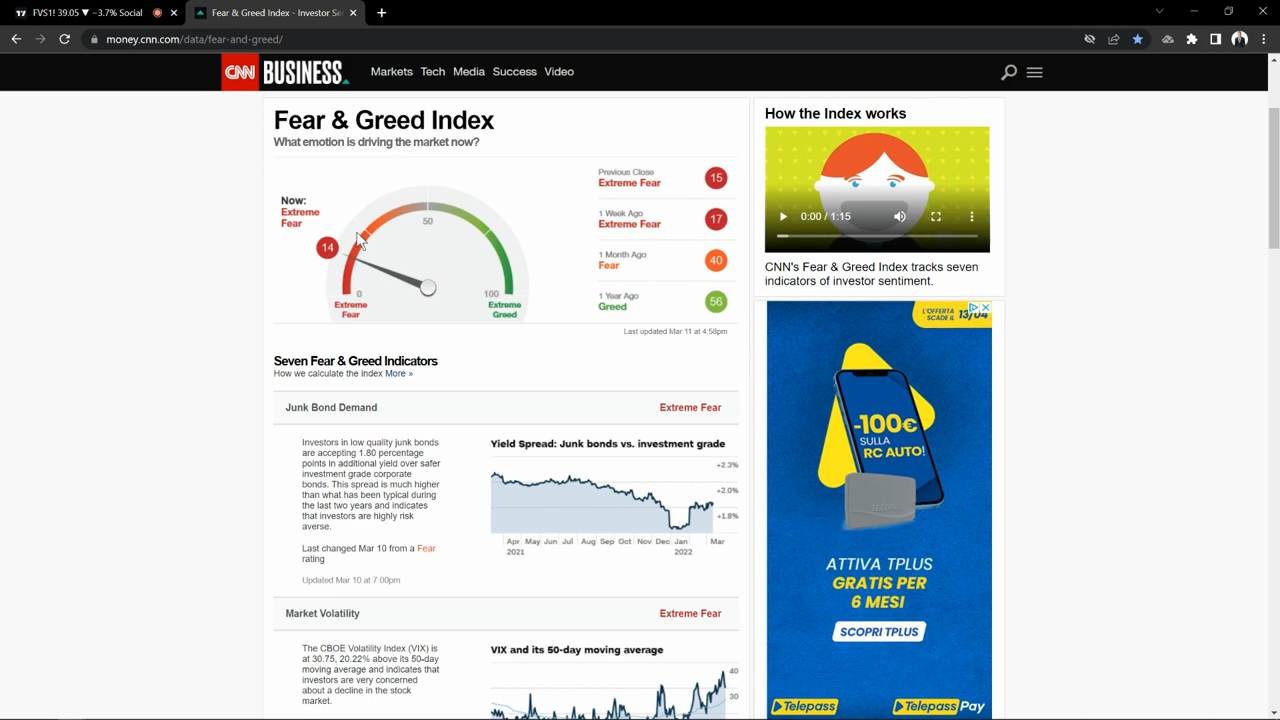 FVS1! 39.05 ▼ −3.7% Social
Fear & Greed Index - Investor Se
money.cnn.com/data/fear-and-greed/
CNN BUSINESS
Markets Tech Media Success Video
Fear & Greed Index
What emotion is driving the market now?
Now:
Extreme
Fear
14
50
0
100
Extreme
Fear
Extreme
Greed
Previous Close
Extreme Fear
15
1 Week Ago
Extreme Fear
17
1 Month Ago
Fear
40
1 Year Ago
Greed
56
Last updated Mar 11 at 4:58pm
Seven Fear & Greed Indicators
How we calculate the index More »
Junk Bond Demand
Extreme Fear
Investors in low quality junk bonds
are accepting 1.80 percentage
points in additional yield over safer
investment grade corporate
bonds. This spread is much higher
than what has been typical during
the last two years and indicates
that investors are highly risk
averse.
Last changed Mar 10 from a Fear
rating
Updated Mar 10 at 7:00pm
Yield Spread: Junk bonds vs. investment grade
+2.3%
+2.0%
+1.8%
Apr May Jun Jul Aug Sep Oct Nov Dec Jan Mar
2021 2022
Market Volatility
Extreme Fear
The CBOE Volatility Index (VIX) is
at 30.75, 20.22% above its 50-day
moving average and indicates that
investors are very concerned
about a decline in the stock
market.
VIX and its 50-day moving average
40
30
How the Index works
0:00 / 1:15
CNN's Fear & Greed Index tracks seven
indicators of investor sentiment.
L'OFFERTA
SCADE IL 13/04
-100€
SULLA
RC AUTO!
ATTIVA TPLUS
GRATIS PER
6 MESI
SCOPRI TPLUS
Telepass
Telepass Pay